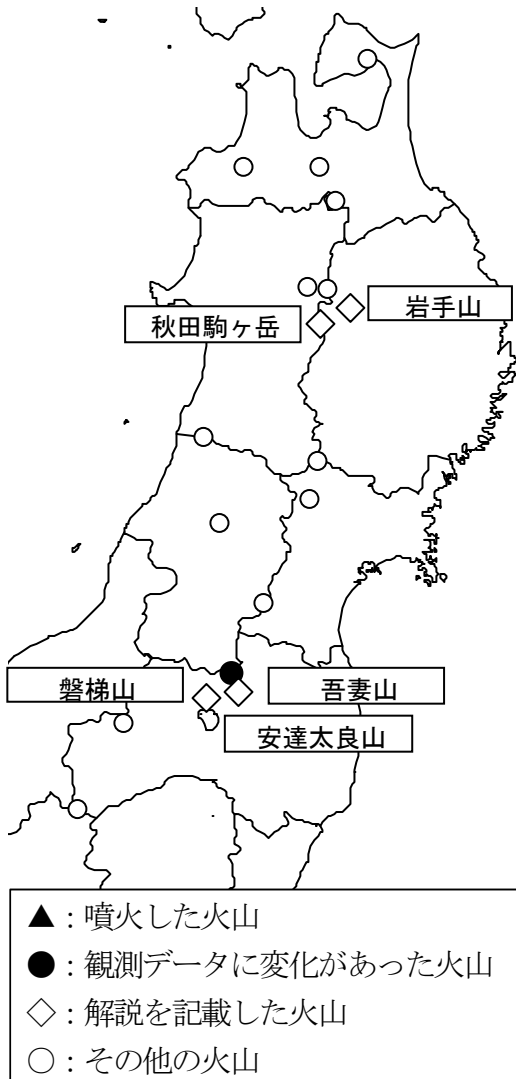 岩手山
秋田駒ヶ岳
磐梯山
吾妻山
安達太良山
▲：噴火した火山
●：観測データに変化があった火山
◇：解説を記載した火山
○：その他の火山